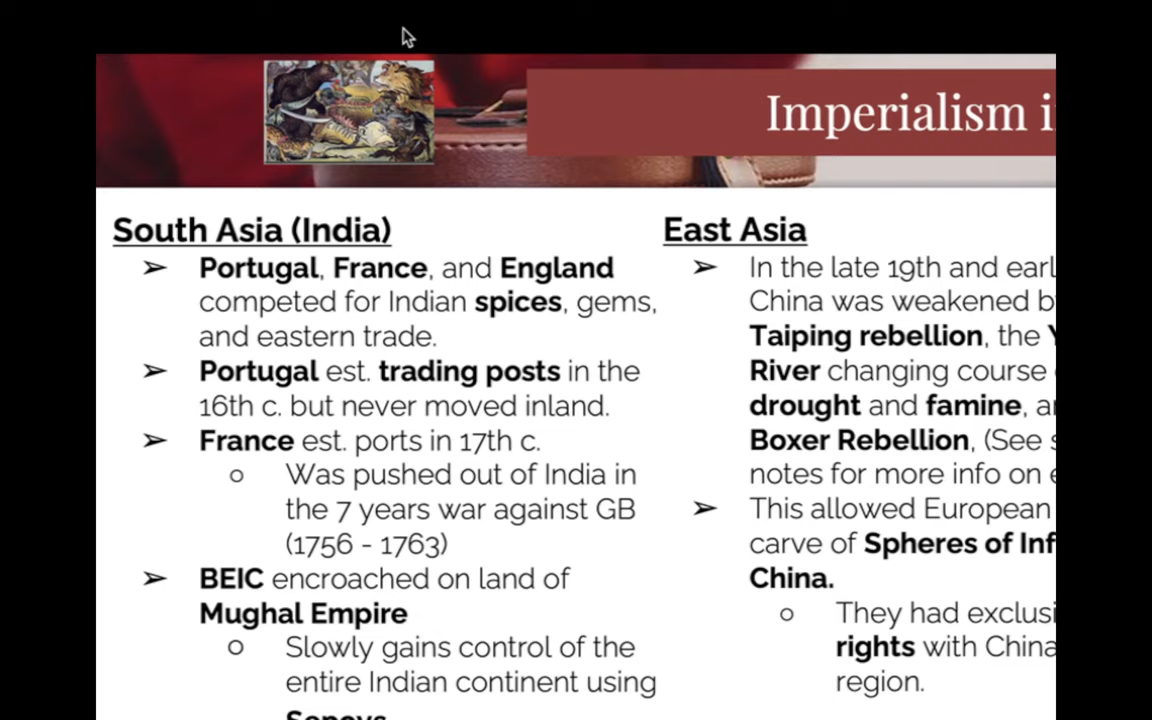 Imperialism i
South Asia (India)
➢ Portugal, France, and England
competed for Indian spices, gems,
and eastern trade.
➢ Portugal est. trading posts in the
16th c. but never moved inland.
➢ France est. ports in 17th c.
○ Was pushed out of India in
the 7 years war against GB
(1756 - 1763)
➢ BEIC encroached on land of
Mughal Empire
○ Slowly gains control of the
entire Indian continent using
Sepoys
East Asia
➢ In the late 19th and earl
China was weakened b
Taiping rebellion, the
River changing course
drought and famine, a
Boxer Rebellion, (See s
notes for more info on e
➢ This allowed European
carve of Spheres of Inf
China.
○ They had exclusi
rights with China
region.